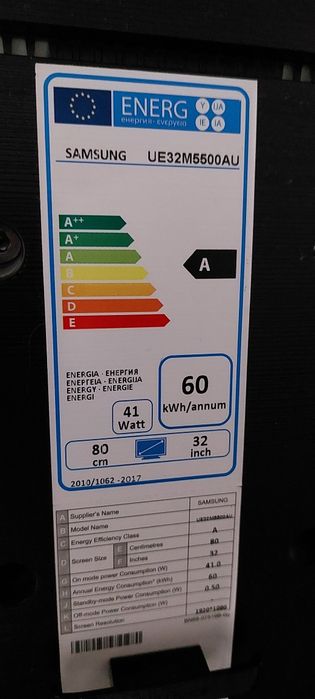 ENERG Y UA
енергия · ενεργεια IE IA
SAMSUNG UE32M5500AU
A++
A+
A
B
C
D
E
A
ENERGIA · ЕНЕРГИЯ
ΕΝΕΡΓΕΙΑ · ENERGIJA
ENERGY · ENERGIE
ENERGI
41
Watt
60
kWh/annum
80
cm
32
inch
2010/1062 -2017
A Supplier's Name SAMSUNG
B Model Name UE32M5500AU
C Energy Efficiency Class A
D Screen Size E Centimetres 80
F Inches 32
G On mode power Consumption (W) 41.0
H Annual Energy Consumption* (kWh) 60
J Standby-mode Power Consumption (W) 0.50
K Off-mode Power Consumption (W) -
L Screen Resolution 1920*1080